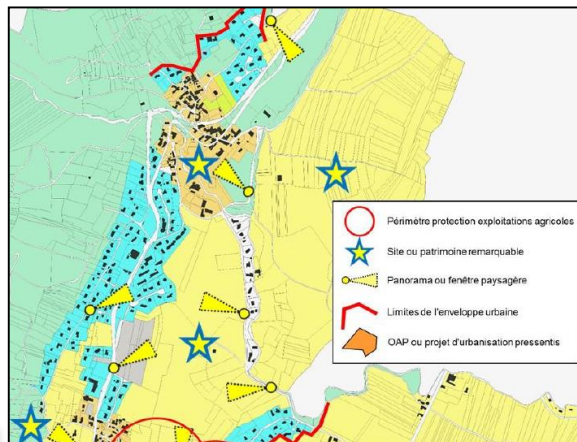 Périmètre protection exploitations agricoles
Site ou patrimoine remarquable
Panorama ou fenêtre paysagère
Limites de l'enveloppe urbaine
OAP ou projet d'urbanisation pressentis